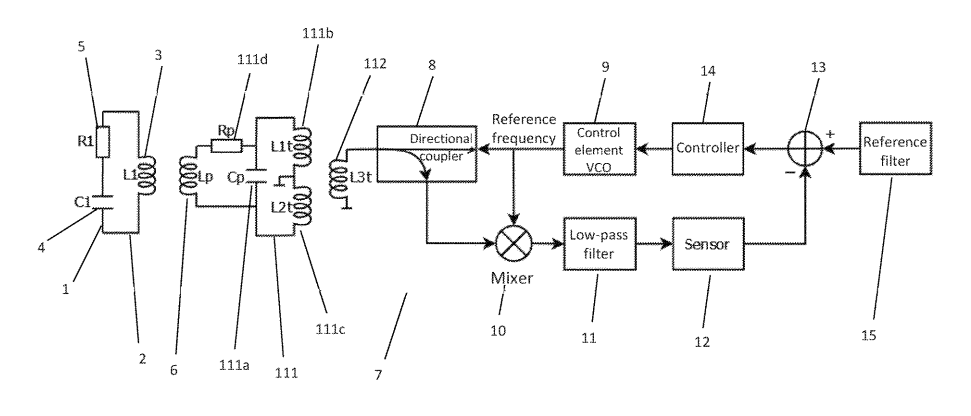 111b
5
3
111d
112
8
9
14
13
Rp
Reference
frequency
+
R1
L1t
Directional
coupler
Control
element
VCO
Controller
Reference
filter
L1
Lp
Cp
L3t
−
C1
L2t
4
Low-pass
filter
Sensor
1
Mixer
111c
10
11
12
15
2
6
111a
111
7